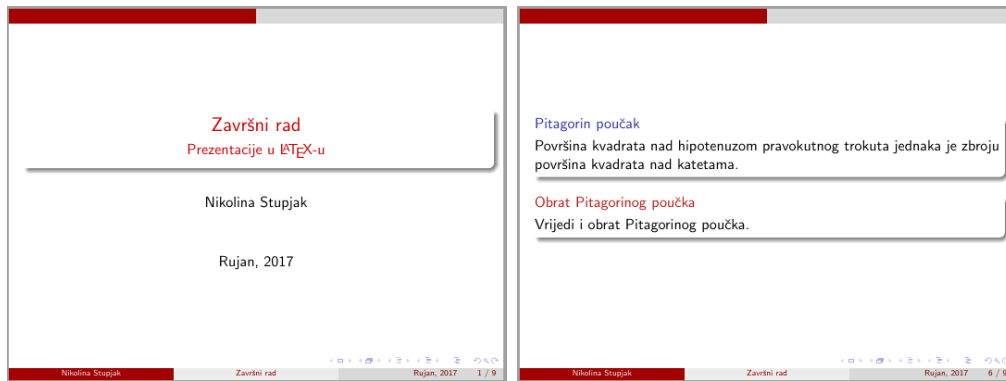 Završni rad
Prezentacije u LATEX-u
Nikolina Stupjak
Rujan, 2017
Nikolina Stupjak Završni rad Rujan, 2017 1 / 9
Pitagorin poučak
Površina kvadrata nad hipotenuzom pravokutnog trokuta jednaka je zbroju
površina kvadrata nad katetama.
Obrat Pitagorinog poučka
Vrijedi i obrat Pitagorinog poučka.
Nikolina Stupjak Završni rad Rujan, 2017 6 / 9